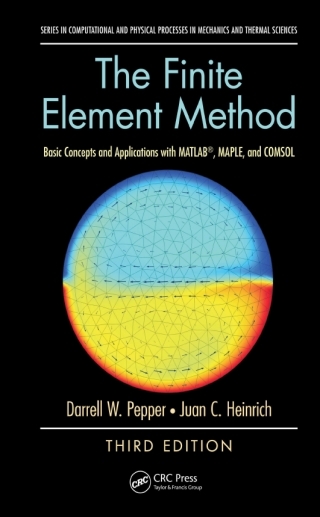 SERIES IN COMPUTATIONAL AND PHYSICAL PROCESSES IN MECHANICS AND THERMAL SCIENCES
The Finite
Element Method
Basic Concepts and Applications with MATLAB®, MAPLE, and COMSOL
Darrell W. Pepper • Juan C. Heinrich
THIRD EDITION
CRC
CRC Press
Taylor & Francis Group